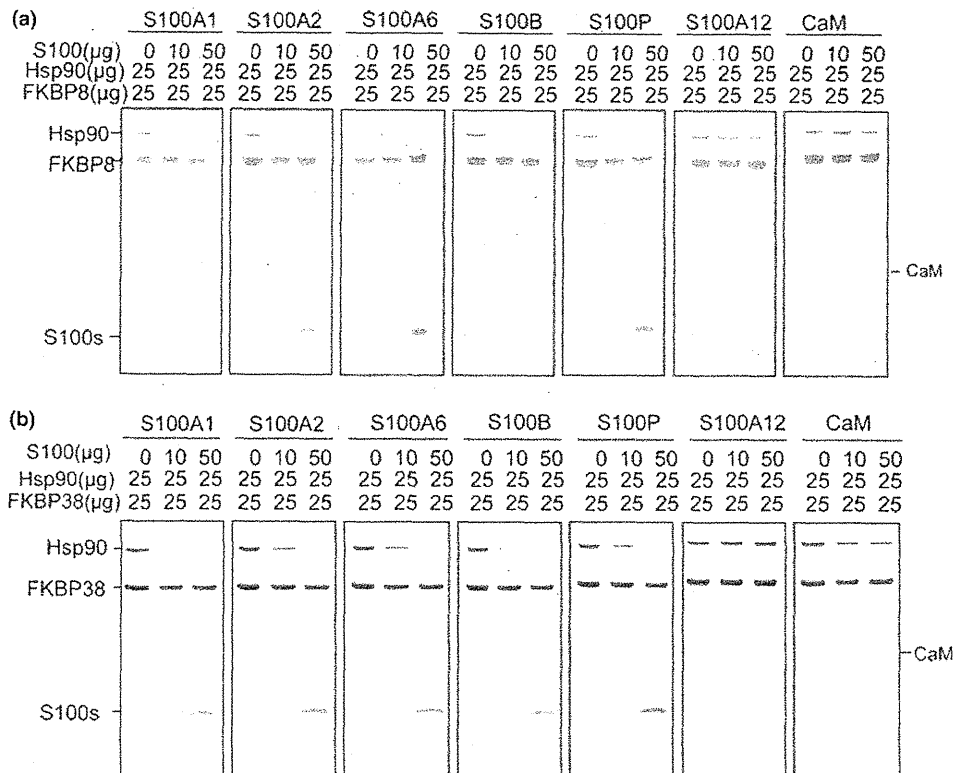 (a)
S100A1 S100A2 S100A6 S100B S100P S100A12 CaM
S100(µg) 0 10 50 0 10 50 0 10 50 0 10 50 0 10 50 0 10 50 0 10 50
Hsp90(µg) 25 25 25 25 25 25 25 25 25 25 25 25 25 25 25 25 25 25 25 25 25
FKBP8(µg) 25 25 25 25 25 25 25 25 25 25 25 25 25 25 25 25 25 25 25 25 25
Hsp90
FKBP8
CaM
S100s
(b)
S100A1 S100A2 S100A6 S100B S100P S100A12 CaM
S100(µg) 0 10 50 0 10 50 0 10 50 0 10 50 0 10 50 0 10 50 0 10 50
Hsp90(µg) 25 25 25 25 25 25 25 25 25 25 25 25 25 25 25 25 25 25 25 25 25
FKBP38(µg) 25 25 25 25 25 25 25 25 25 25 25 25 25 25 25 25 25 25 25 25 25
Hsp90
FKBP38
CaM
S100s